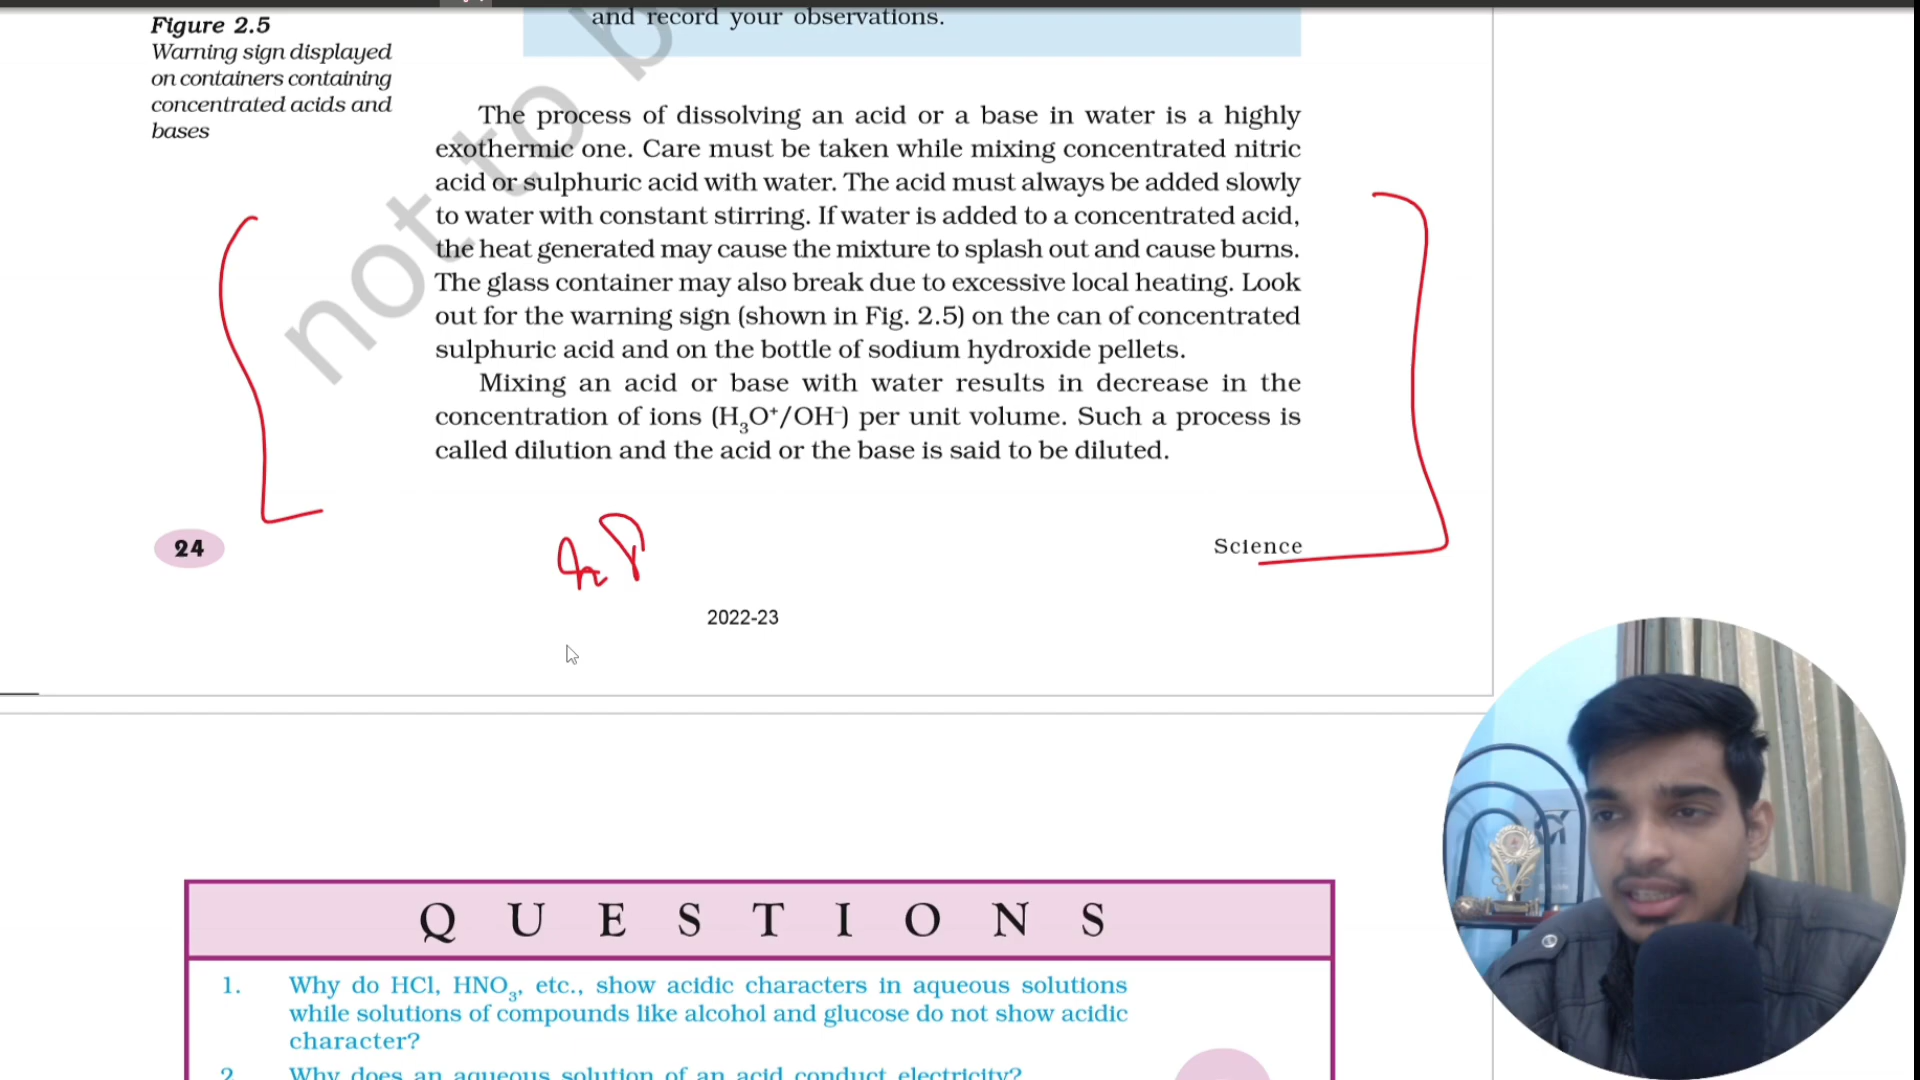 and record your observations.
Figure 2.5
Warning sign displayed
on containers containing
concentrated acids and
bases
not to b
The process of dissolving an acid or a base in water is a highly
exothermic one. Care must be taken while mixing concentrated nitric
acid or sulphuric acid with water. The acid must always be added slowly
to water with constant stirring. If water is added to a concentrated acid,
the heat generated may cause the mixture to splash out and cause burns.
The glass container may also break due to excessive local heating. Look
out for the warning sign (shown in Fig. 2.5) on the can of concentrated
sulphuric acid and on the bottle of sodium hydroxide pellets.
Mixing an acid or base with water results in decrease in the
concentration of ions (H₃O⁺/OH⁻) per unit volume. Such a process is
called dilution and the acid or the base is said to be diluted.
24
Science
2022-23
QUESTIONS
1. Why do HCl, HNO₃, etc., show acidic characters in aqueous solutions
while solutions of compounds like alcohol and glucose do not show acidic
character?
2. Why does an aqueous solution of an acid conduct electricity?